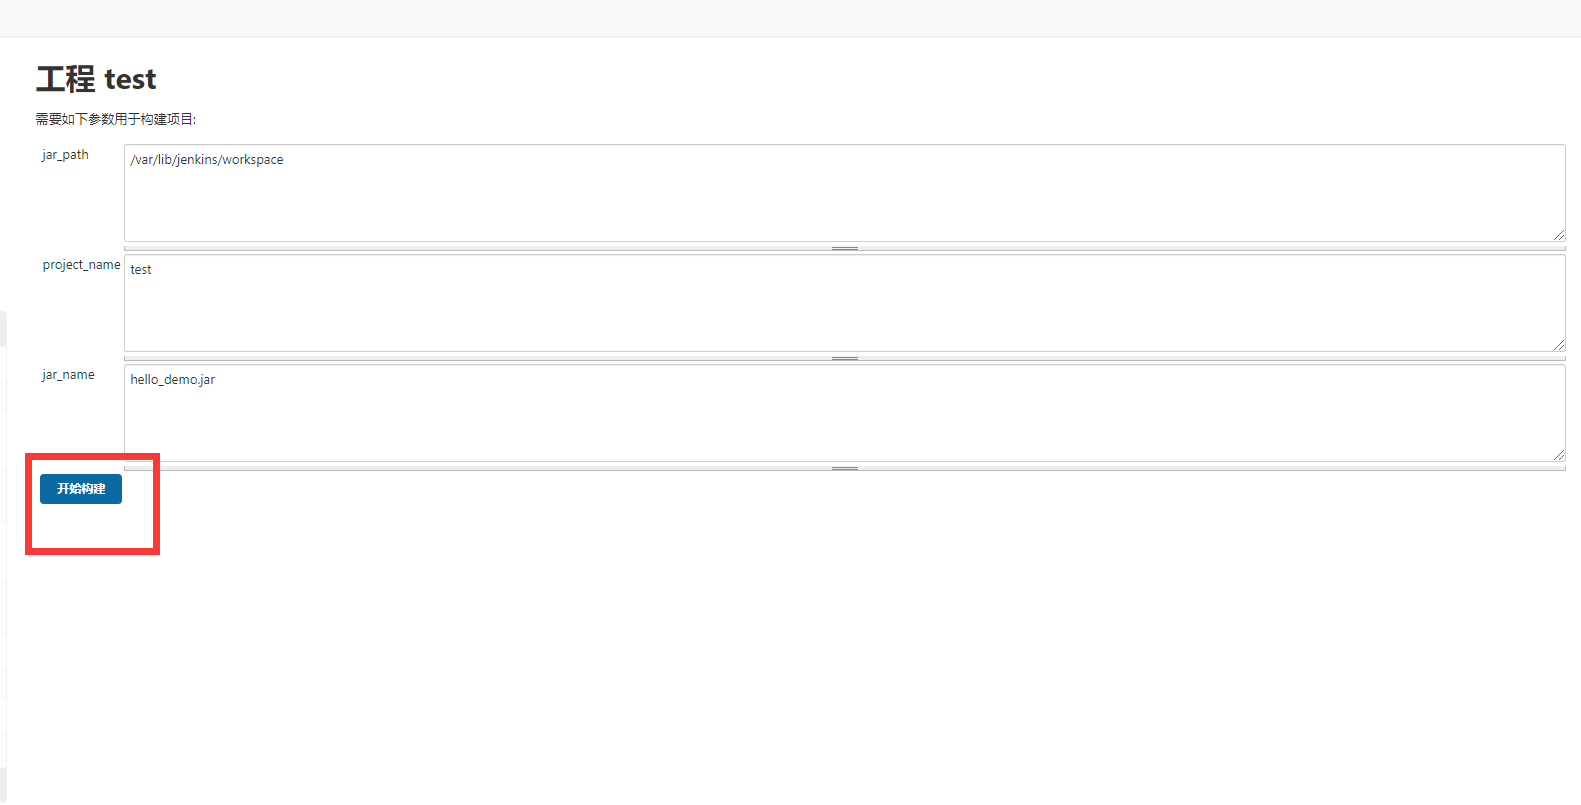 工程 test
需要如下参数用于构建项目:
jar_path
/var/lib/jenkins/workspace
project_name
test
jar_name
hello_demo.jar
开始构建